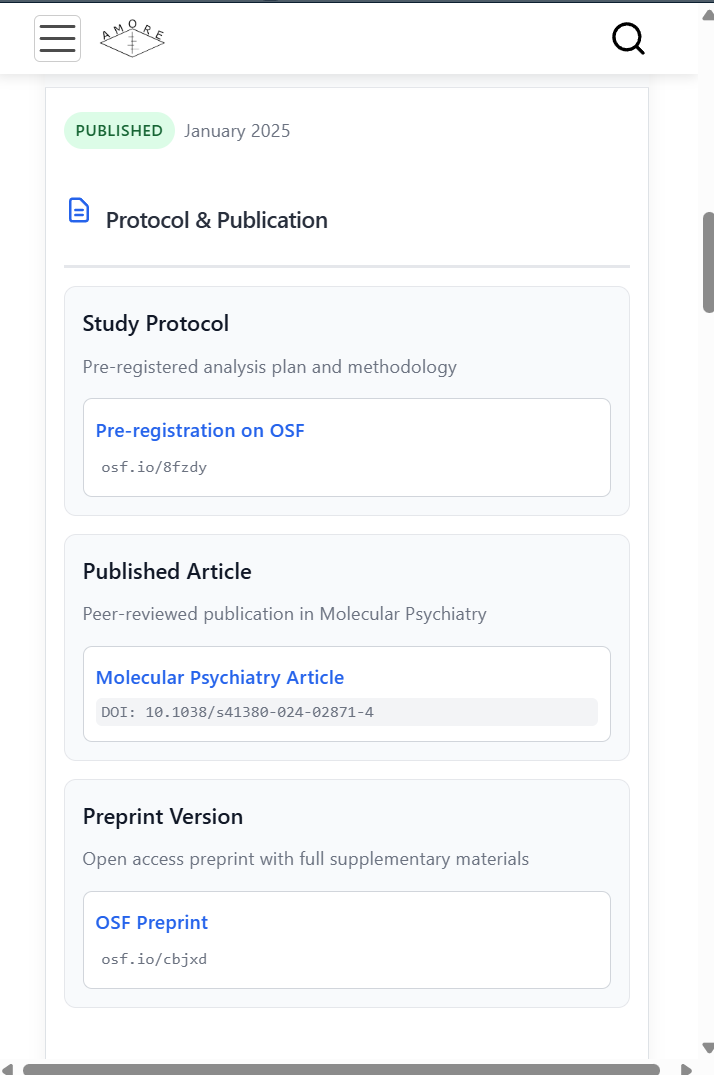 AMORE
PUBLISHED January 2025
Protocol & Publication
Study Protocol
Pre-registered analysis plan and methodology
Pre-registration on OSF
osf.io/8fzdy
Published Article
Peer-reviewed publication in Molecular Psychiatry
Molecular Psychiatry Article
DOI: 10.1038/s41380-024-02871-4
Preprint Version
Open access preprint with full supplementary materials
OSF Preprint
osf.io/cbjxd